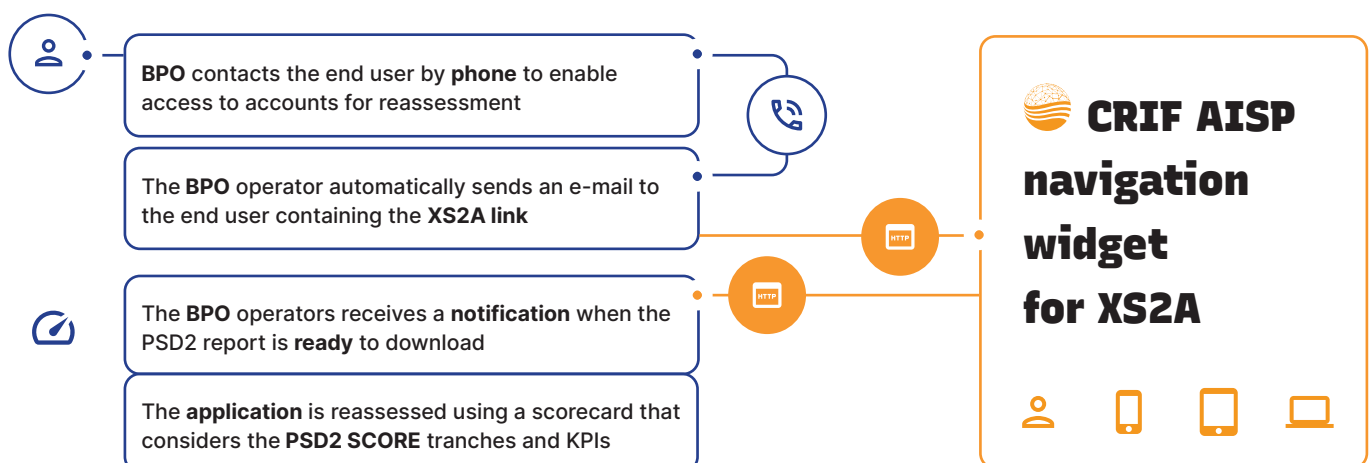 BPO contacts the end user by phone to enable
access to accounts for reassessment
The BPO operator automatically sends an e-mail to
the end user containing the XS2A link
HTTP
HTTP
The BPO operators receives a notification when the
PSD2 report is ready to download
The application is reassessed using a scorecard that
considers the PSD2 SCORE tranches and KPIs
CRIF AISP
navigation
widget
for XS2A